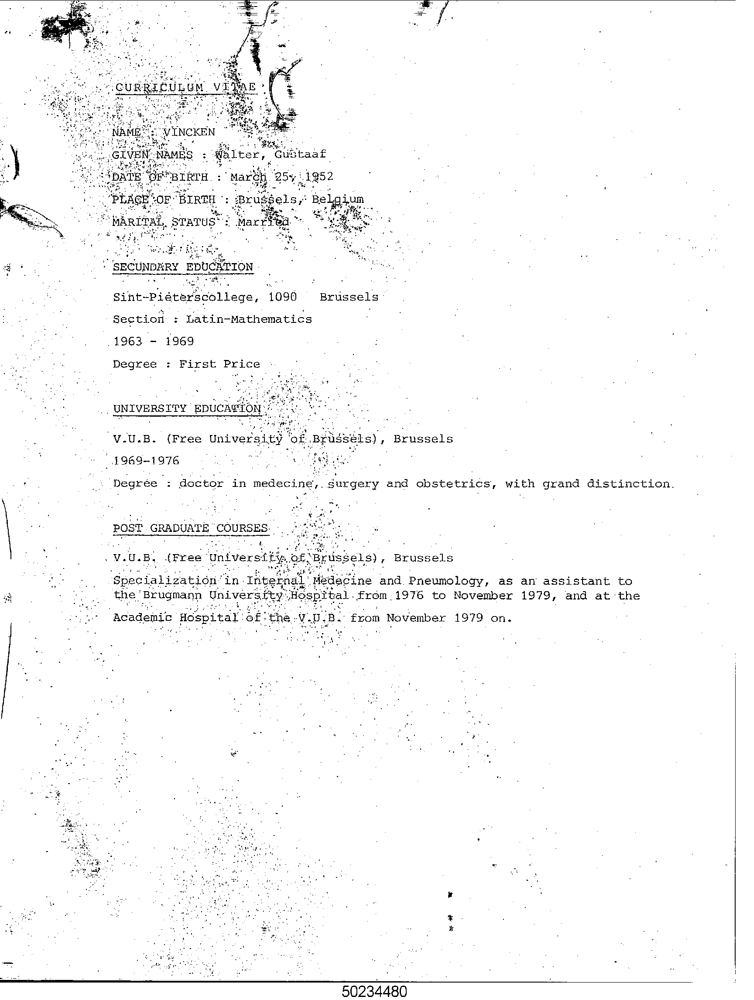 CURRICULUM VITAE
NAME : VINCKEN
GIVEN NAMES : Walter, Gustaaf
DATE OF BIRTH : March 25, 1952
PLACE OF BIRTH : Brussels, Belgium
MARITAL STATUS : Married
SECUNDARY EDUCATION
Sint-Pieterscollege, 1090 Brussels
Section : Latin-Mathematics
1963 - 1969
Degree : First Price
UNIVERSITY EDUCATION
V.U.B. (Free University of Brussels), Brussels
1969-1976
Degree : doctor in medecine, surgery and obstetrics, with grand distinction.
POST GRADUATE COURSES
V.U.B. (Free University of Brussels), Brussels
Specialization in Internal Medecine and Pneumology, as an assistant to
the Brugmann University Hospital from 1976 to November 1979, and at the
Academic Hospital of the V.U.B. from November 1979 on.
50234480